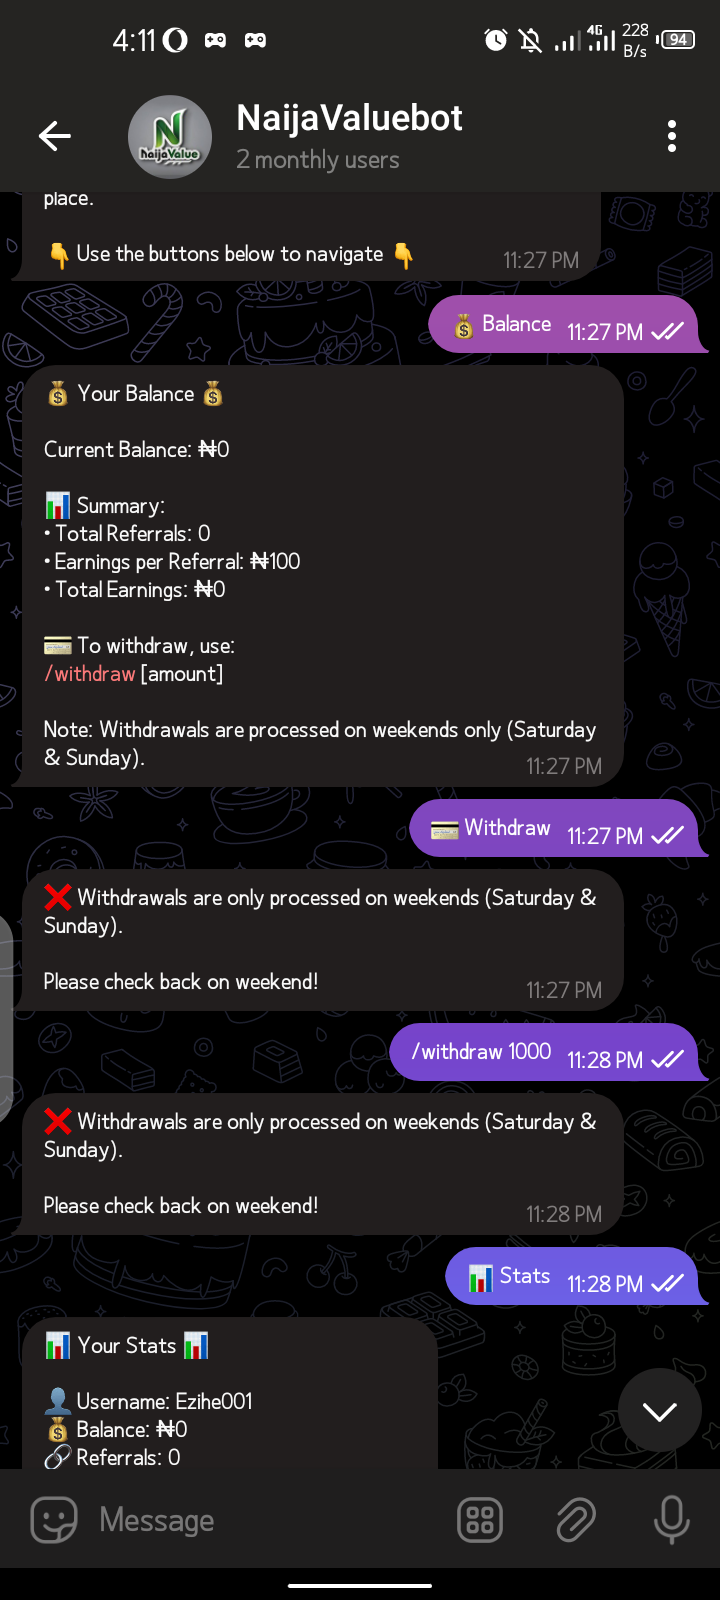 4:11
4G
228
B/s
94
NaijaValuebot
2 monthly users
N
NaijaValue
place.
👇 Use the buttons below to navigate 👇
11:27 PM
💰 Balance 11:27 PM
💰 Your Balance 💰
Current Balance: ₦0
📊 Summary:
• Total Referrals: 0
• Earnings per Referral: ₦100
• Total Earnings: ₦0
💳 To withdraw, use:
/withdraw [amount]
Note: Withdrawals are processed on weekends only (Saturday
& Sunday).
11:27 PM
💳 Withdraw 11:27 PM
❌ Withdrawals are only processed on weekends (Saturday &
Sunday).
Please check back on weekend!
11:27 PM
/withdraw 1000 11:28 PM
❌ Withdrawals are only processed on weekends (Saturday &
Sunday).
Please check back on weekend!
11:28 PM
📊 Stats 11:28 PM
📊 Your Stats 📊
👤 Username: Ezihe001
💰 Balance: ₦0
🔗 Referrals: 0
Message